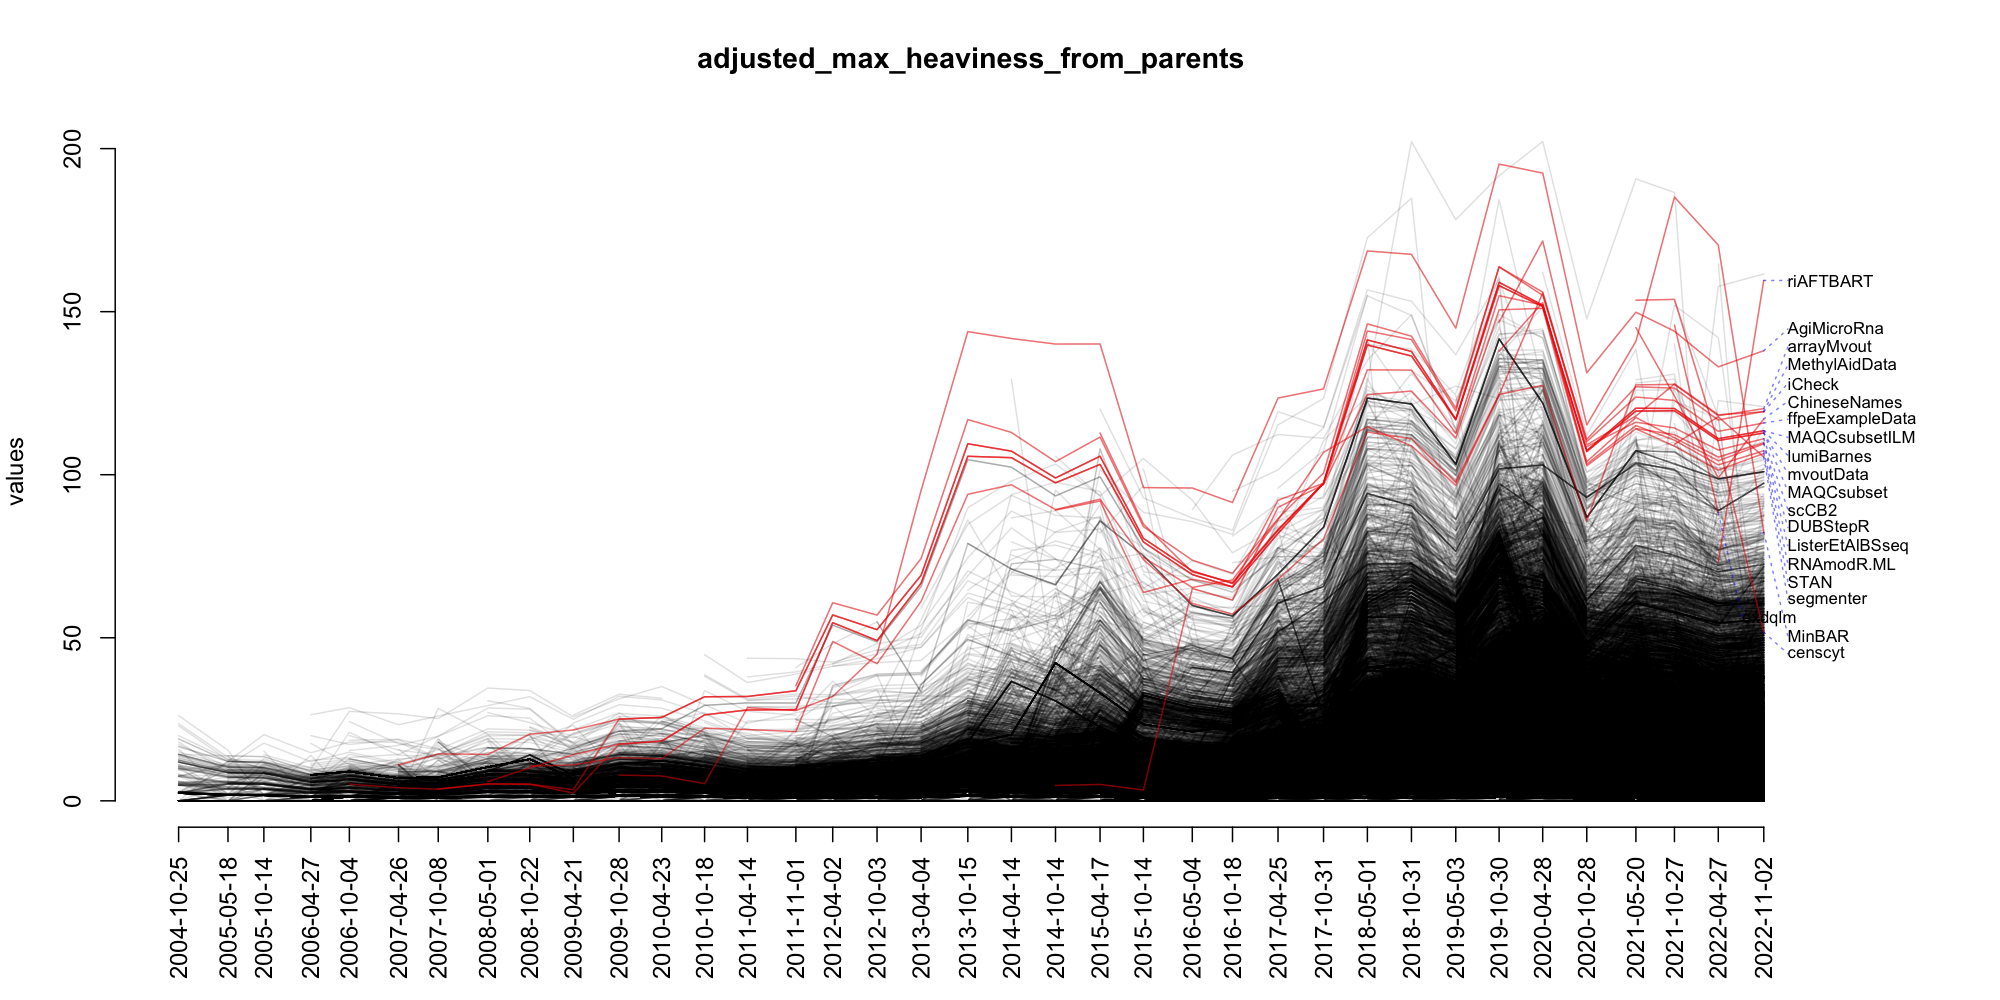 adjusted_max_heaviness_from_parents
values
200
150
100
50
0
riAFTBART
AgiMicroRna
arrayMvout
MethylAidData
iCheck
ChineseNames
ffpeExampleData
MAQCsubsetILM
lumiBarnes
mvoutData
MAQCsubset
scCB2
DUBStepR
ListerEtAlBSseq
RNAmodR.ML
STAN
segmenter
MinBAR
censcyt
2004-10-25
2005-05-18
2005-10-14
2006-04-27
2006-10-04
2007-04-26
2007-10-08
2008-05-01
2008-10-22
2009-04-21
2009-10-28
2010-04-23
2010-10-18
2011-04-14
2011-11-01
2012-04-02
2012-10-03
2013-04-04
2013-10-15
2014-04-14
2014-10-14
2015-04-17
2015-10-14
2016-05-04
2016-10-18
2017-04-25
2017-10-31
2018-05-01
2018-10-31
2019-05-03
2019-10-30
2020-04-28
2020-10-28
2021-05-20
2021-10-27
2022-04-27
2022-11-02